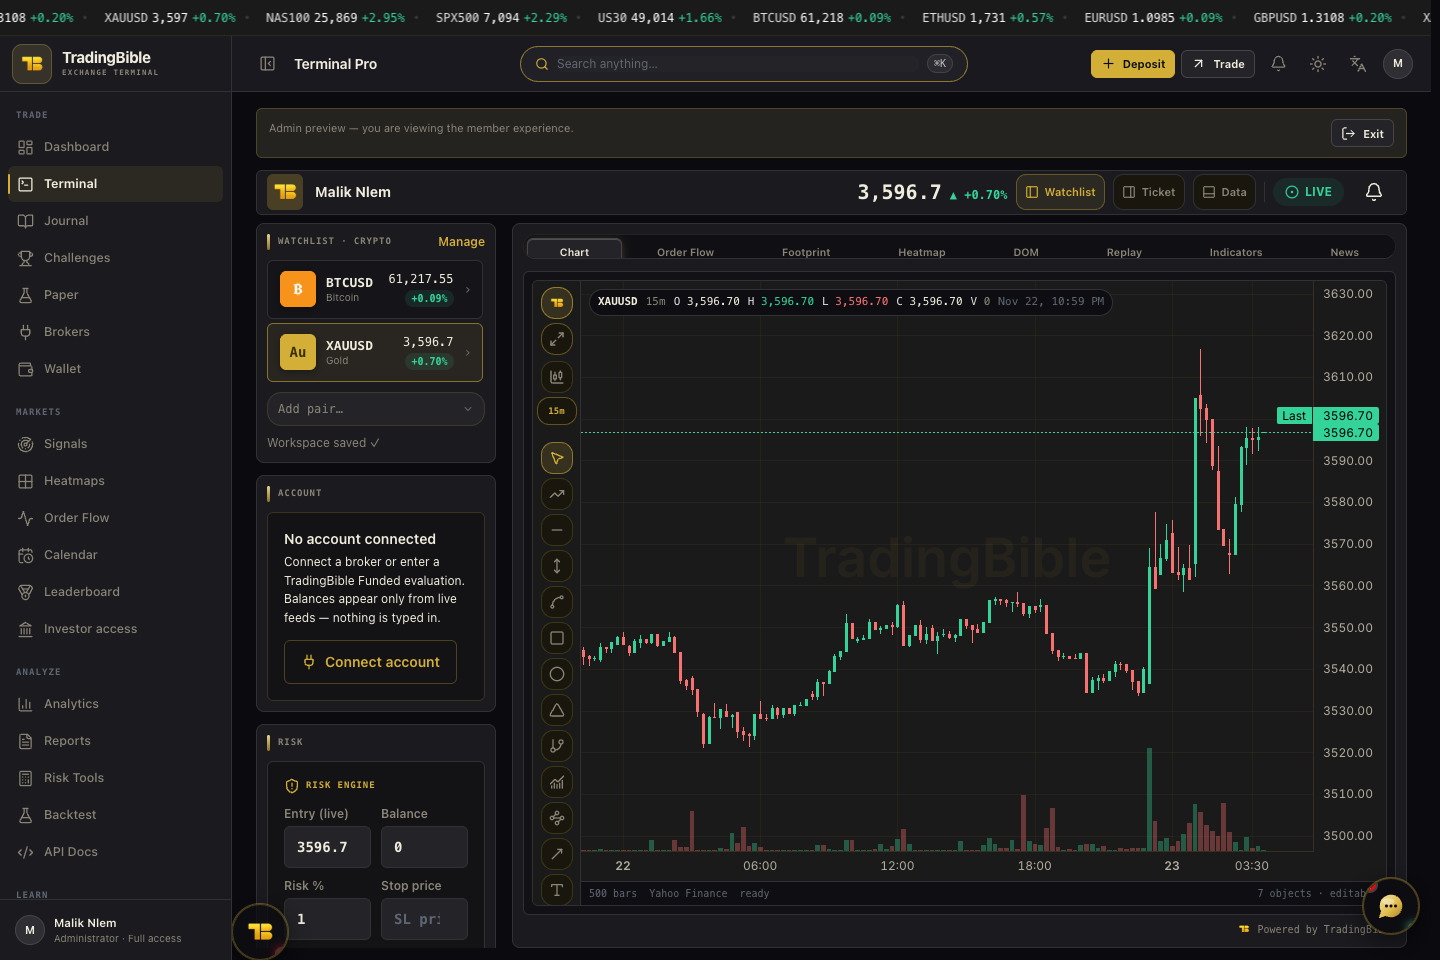 3108 +0.20% XAUUSD 3,597 +0.70% NAS100 25,869 +2.95% SPX500 7,094 +2.29% US30 49,014 +1.66% BTCUSD 61,218 +0.09% ETHUSD 1,731 +0.57% EURUSD 1.0985 +0.09% GBPUSD 1.3108 +0.20%
TradingBible
EXCHANGE TERMINAL
Terminal Pro
Search anything...
⌘K
Deposit
Trade
M
TRADE
Dashboard
Terminal
Journal
Challenges
Paper
Brokers
Wallet
MARKETS
Signals
Heatmaps
Order Flow
Calendar
Leaderboard
Investor access
ANALYZE
Analytics
Reports
Risk Tools
Backtest
API Docs
LEARN
M
Malik Nlem
Administrator · Full access
Admin preview — you are viewing the member experience.
Exit
Malik Nlem
3,596.7 ▲ +0.70%
Watchlist
Ticket
Data
LIVE
WATCHLIST · CRYPTO
Manage
BTCUSD 61,217.55
Bitcoin +0.09%
Au
XAUUSD 3,596.7
Gold +0.70%
Add pair…
Workspace saved ✓
ACCOUNT
No account connected
Connect a broker or enter a
TradingBible Funded evaluation.
Balances appear only from live
feeds — nothing is typed in.
Connect account
RISK
RISK ENGINE
Entry (live) Balance
3596.7 0
Risk % Stop price
1 SL pri
Chart Order Flow Footprint Heatmap DOM Replay Indicators News
15m
T
XAUUSD 15m O 3,596.70 H 3,596.70 L 3,596.70 C 3,596.70 V 0 Nov 22, 10:59 PM
TradingBible
3630.00
3620.00
3610.00
Last 3596.70
3596.70
3590.00
3580.00
3570.00
3560.00
3550.00
3540.00
3530.00
3520.00
3510.00
3500.00
22 06:00 12:00 18:00 23 03:30
500 bars Yahoo Finance ready
7 objects · editab
Powered by TradingBi